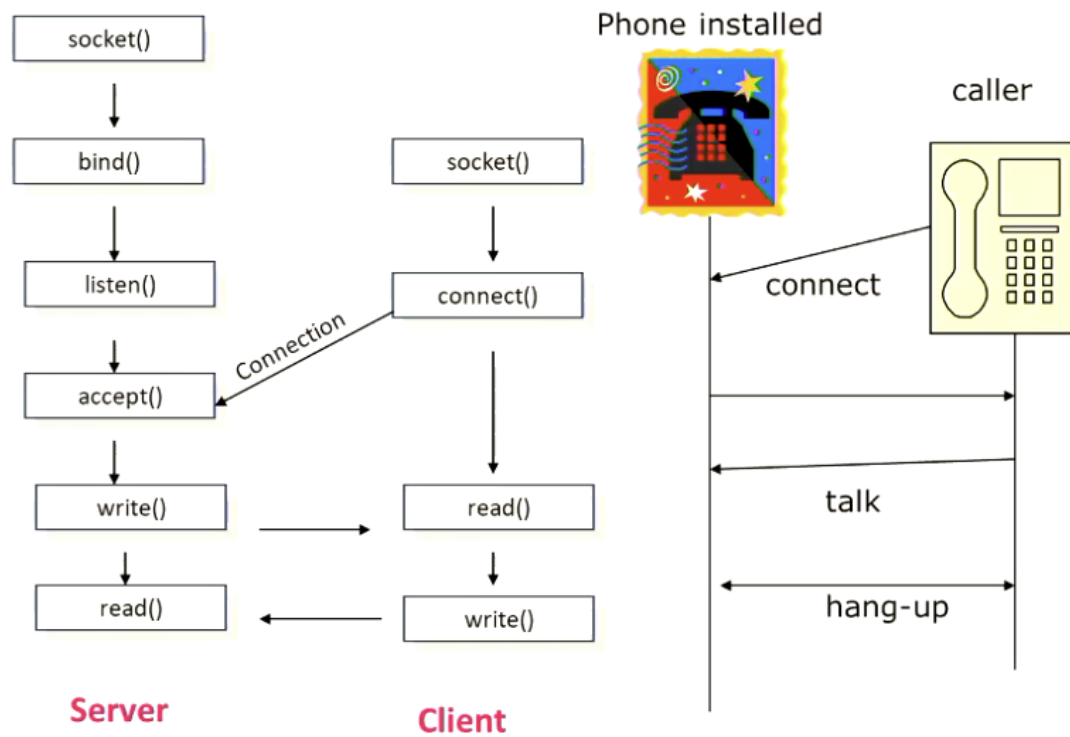 socket()
bind()
listen()
accept()
write()
read()
Server
socket()
connect()
Connection
read()
write()
Client
Phone installed
caller
connect
talk
hang-up